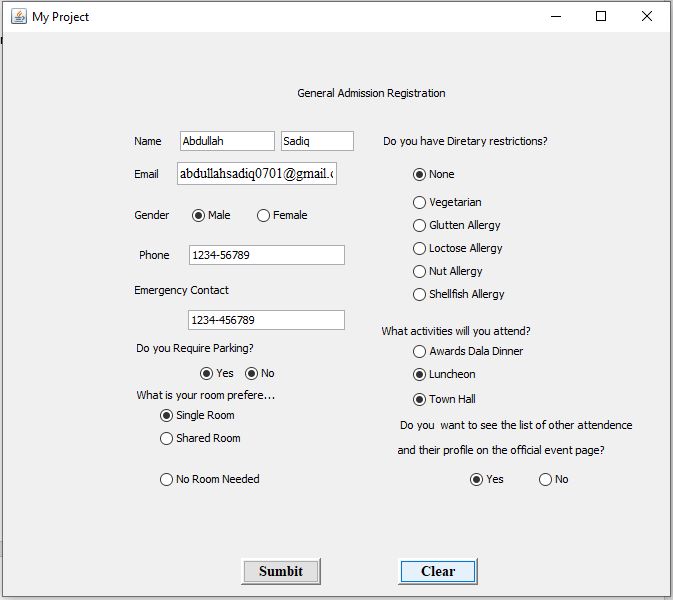 My Project
General Admission Registration
Name Abdullah Sadiq
Email abdullahsadiq0701@gmail.c
Gender Male Female
Phone 1234-56789
Emergency Contact
1234-456789
Do you Require Parking?
Yes No
What is your room prefere...
Single Room
Shared Room
No Room Needed
Do you have Diretary restrictions?
None
Vegetarian
Glutten Allergy
Loctose Allergy
Nut Allergy
Shellfish Allergy
What activities will you attend?
Awards Dala Dinner
Luncheon
Town Hall
Do you want to see the list of other attendence
and their profile on the official event page?
Yes No
Sumbit Clear